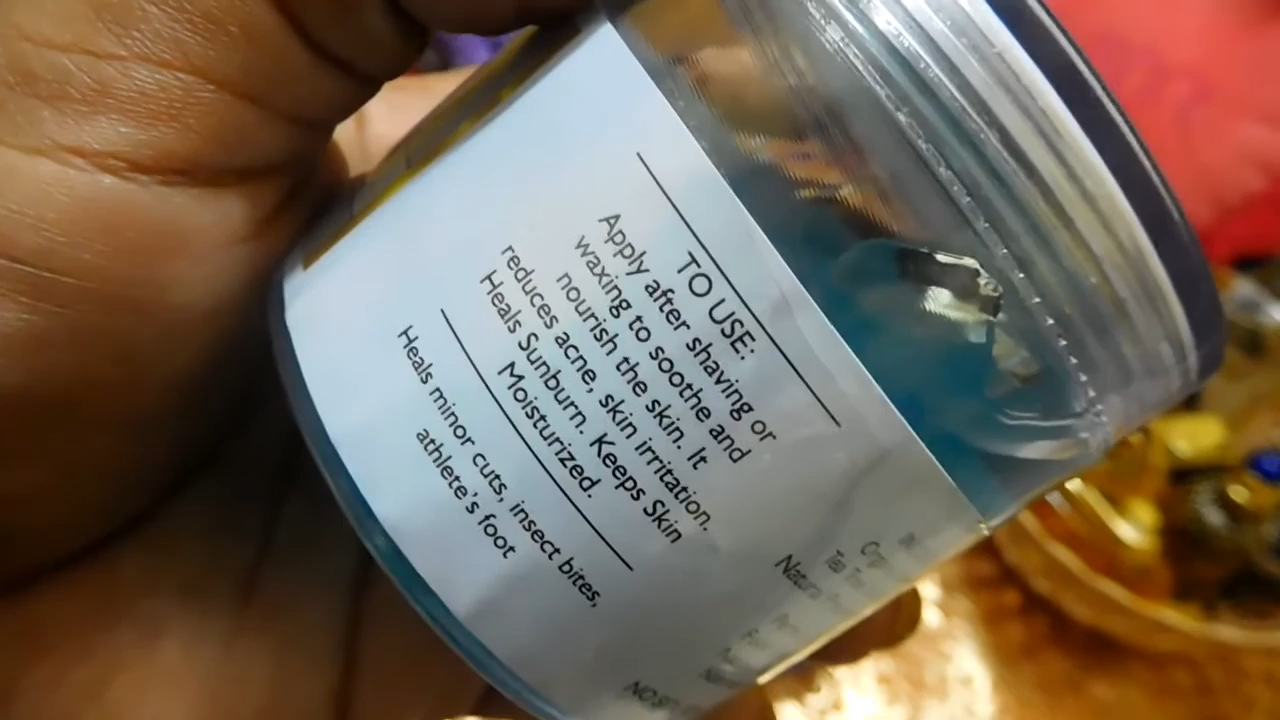 TO USE:
Apply after shaving or
waxing to soothe and
nourish the skin. It
reduces acne, skin irritation.
Heals Sunburn. Keeps Skin
Moisturized.
Heals minor cuts, insect bites,
athlete's foot